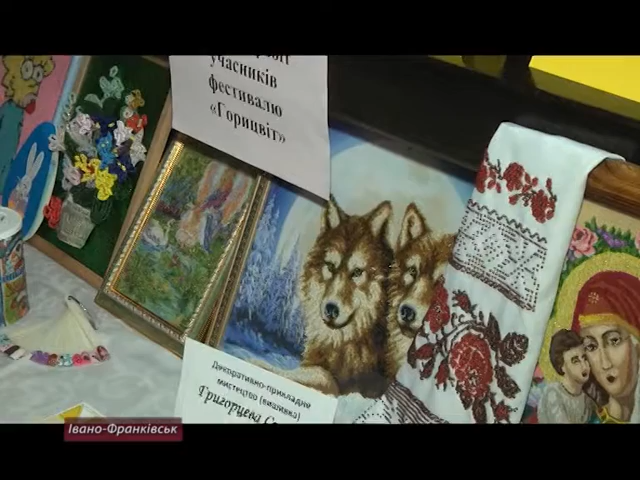 учасників
фестивалю
«Горицвіт»
Декоративно-прикладне
мистецтво (вишивка)
Григорцева
Івано-Франківськ